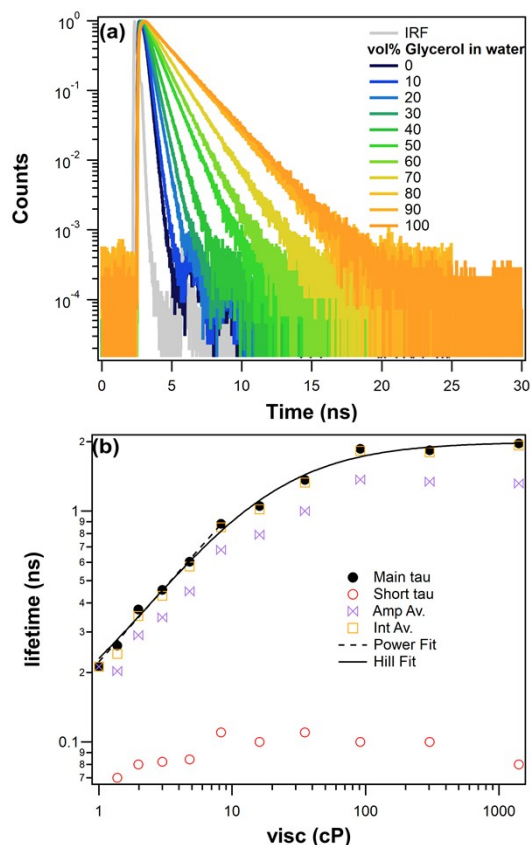 (a)
IRF
vol% Glycerol in water
0
10
20
30
40
50
60
70
80
90
100
10⁰
10⁻¹
10⁻²
10⁻³
10⁻⁴
Counts
0 5 10 15 20 25 30
Time (ns)
(b)
2
1
9
8
7
6
5
4
3
2
0.1
9
8
7
lifetime (ns)
Main tau
Short tau
Amp Av.
Int Av.
Power Fit
Hill Fit
1 10 100 1000
visc (cP)